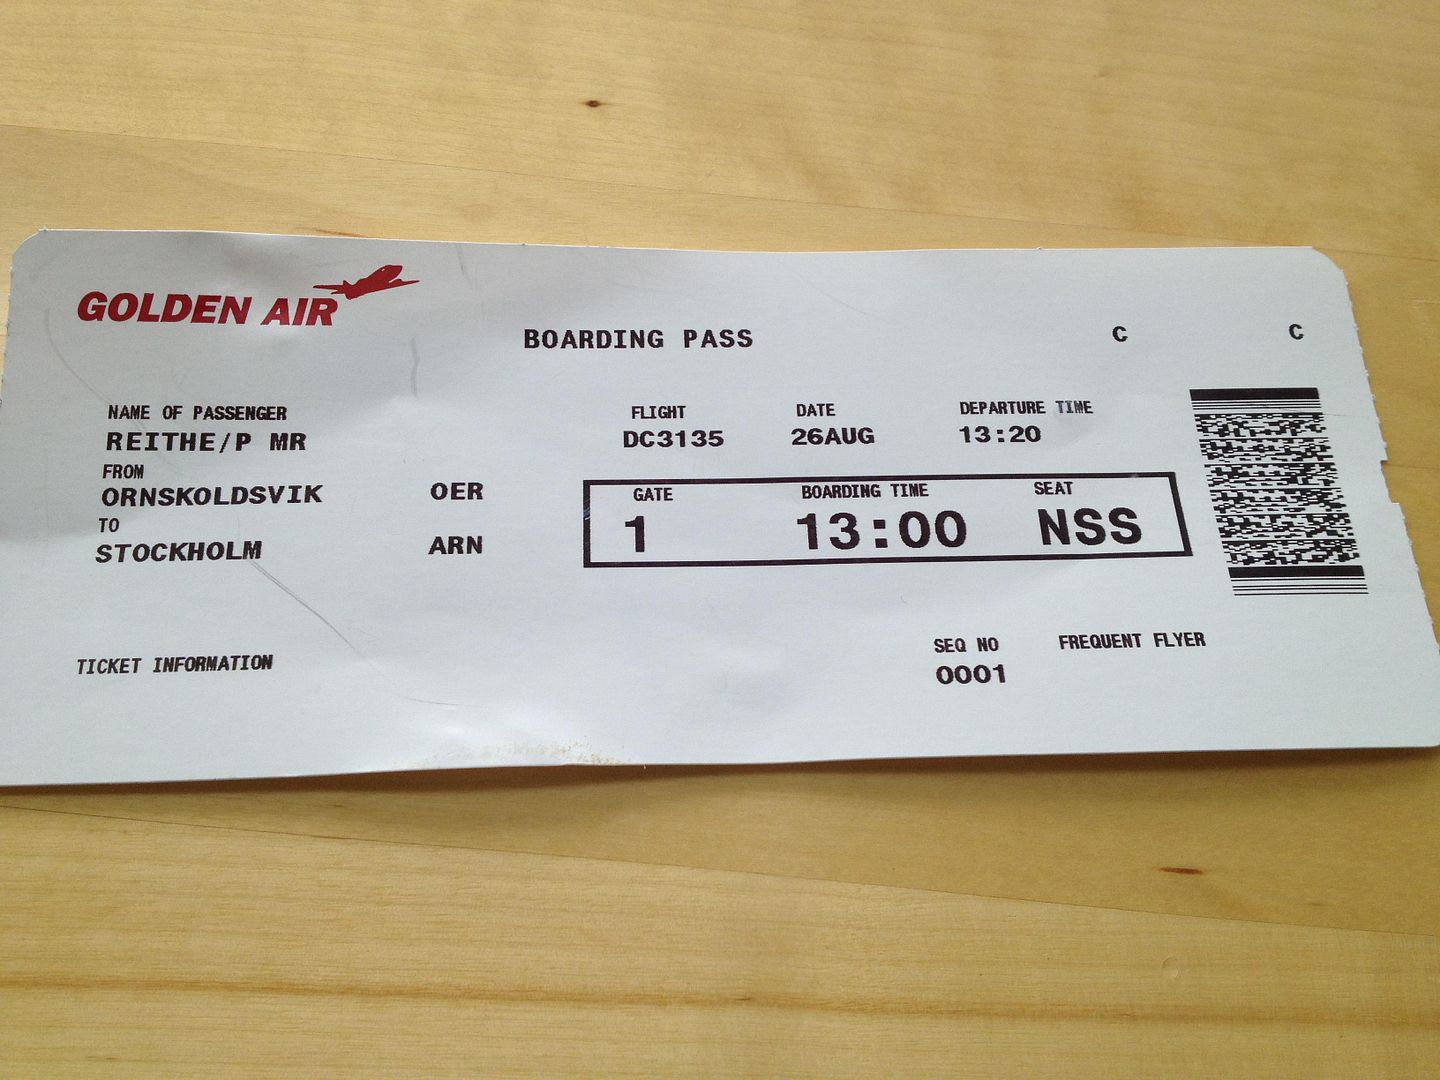 GOLDEN AIR
BOARDING PASS C C
NAME OF PASSENGER FLIGHT DATE DEPARTURE TIME
REITHE/P MR DC3135 26AUG 13:20
FROM
ORNSKOLDSVIK OER GATE BOARDING TIME SEAT
TO
STOCKHOLM ARN 1 13:00 NSS
TICKET INFORMATION SEQ NO FREQUENT FLYER
0001